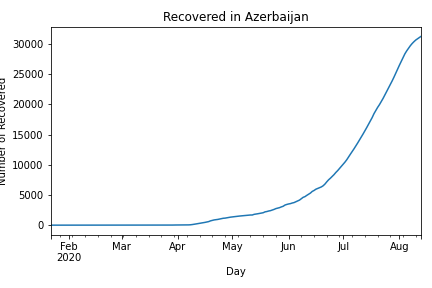 Recovered in Azerbaijan
Number of Recovered
30000
25000
20000
15000
10000
5000
0
Feb
2020
Mar
Apr
May
Jun
Jul
Aug
Day